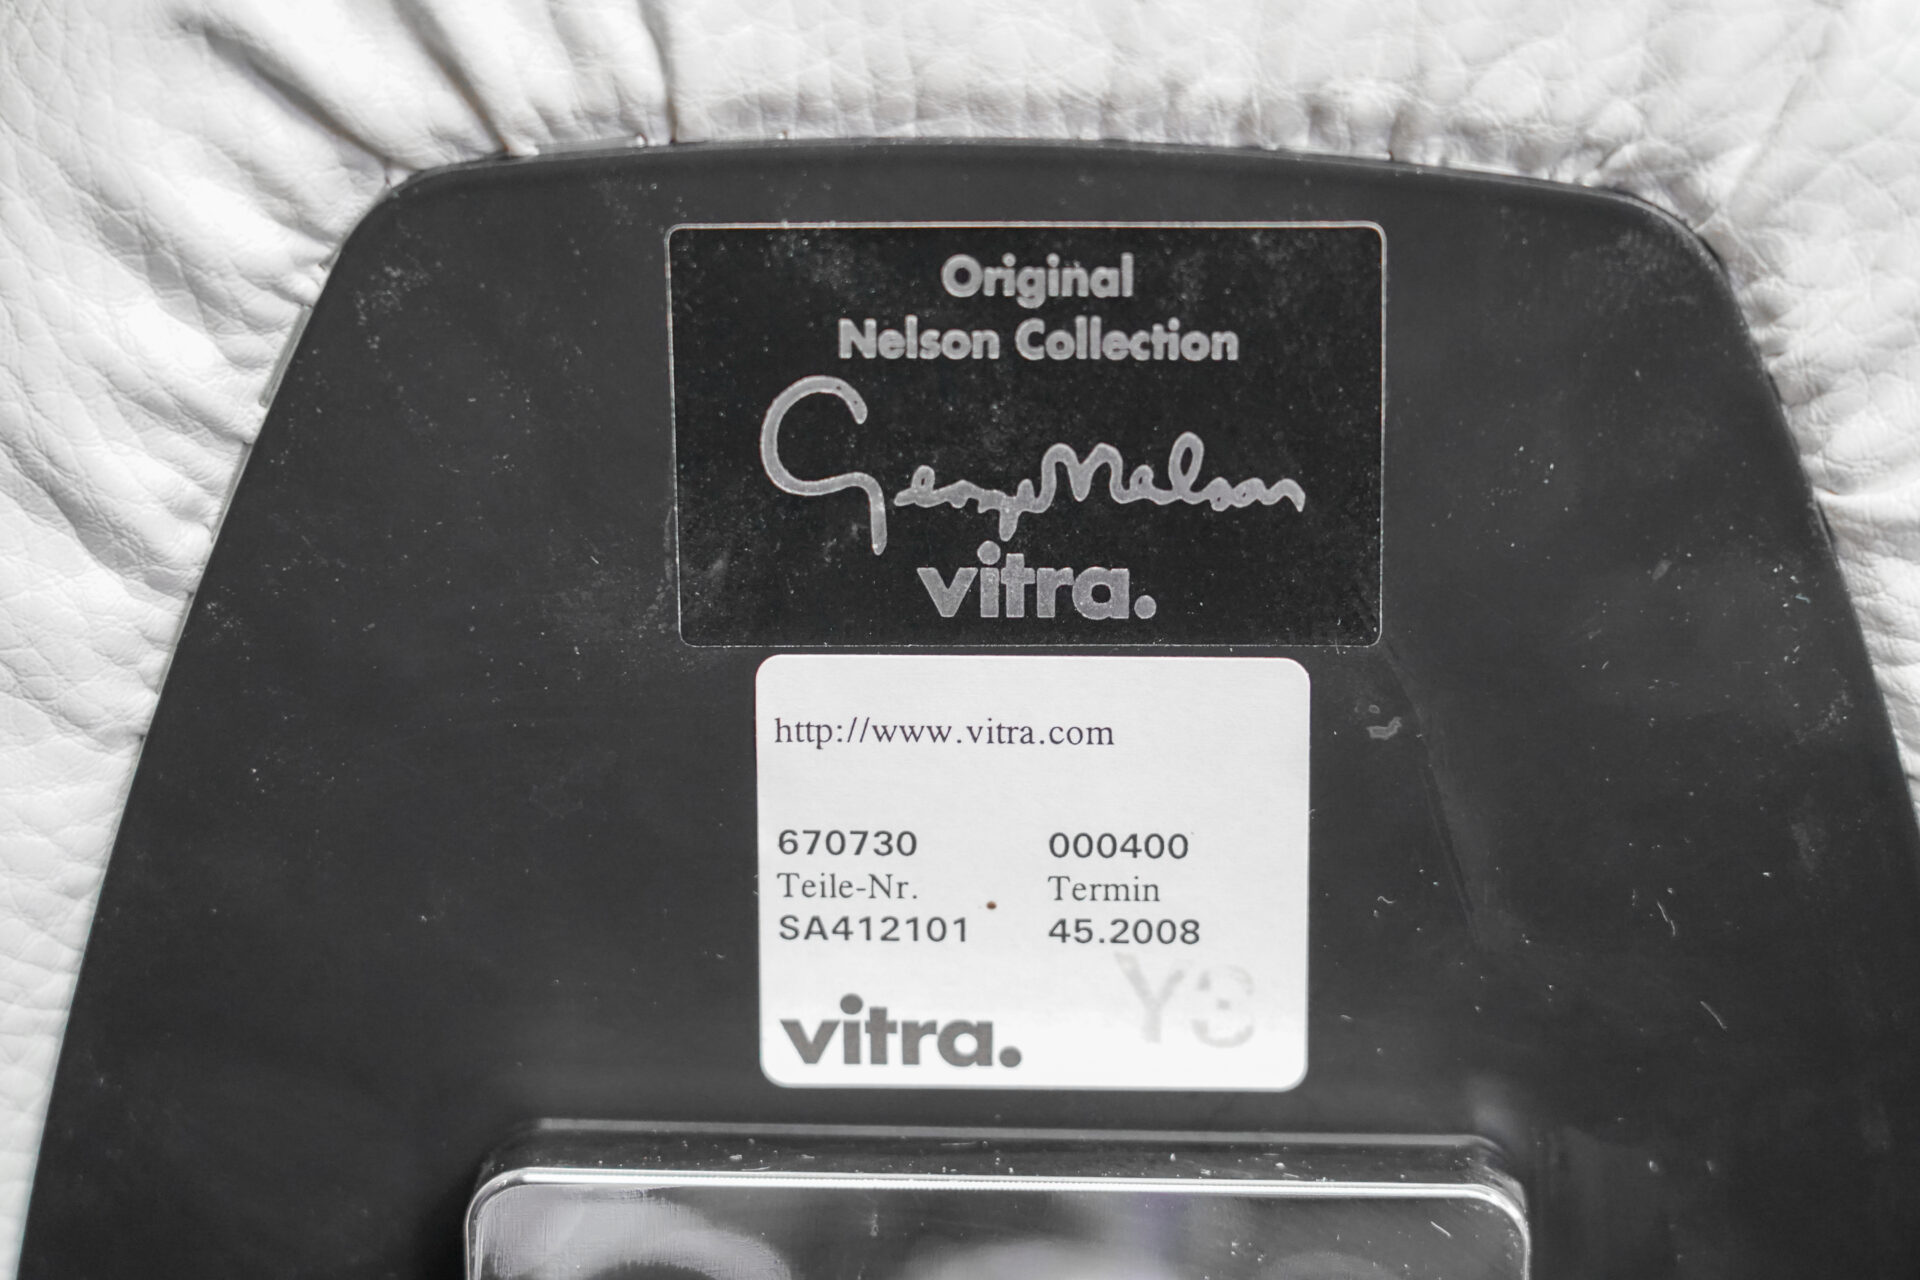 Original
Nelson Collection
George Nelson
vitra.
http://www.vitra.com
670730 000400
Teile-Nr. Termin
SA412101 45.2008
Y3
vitra.